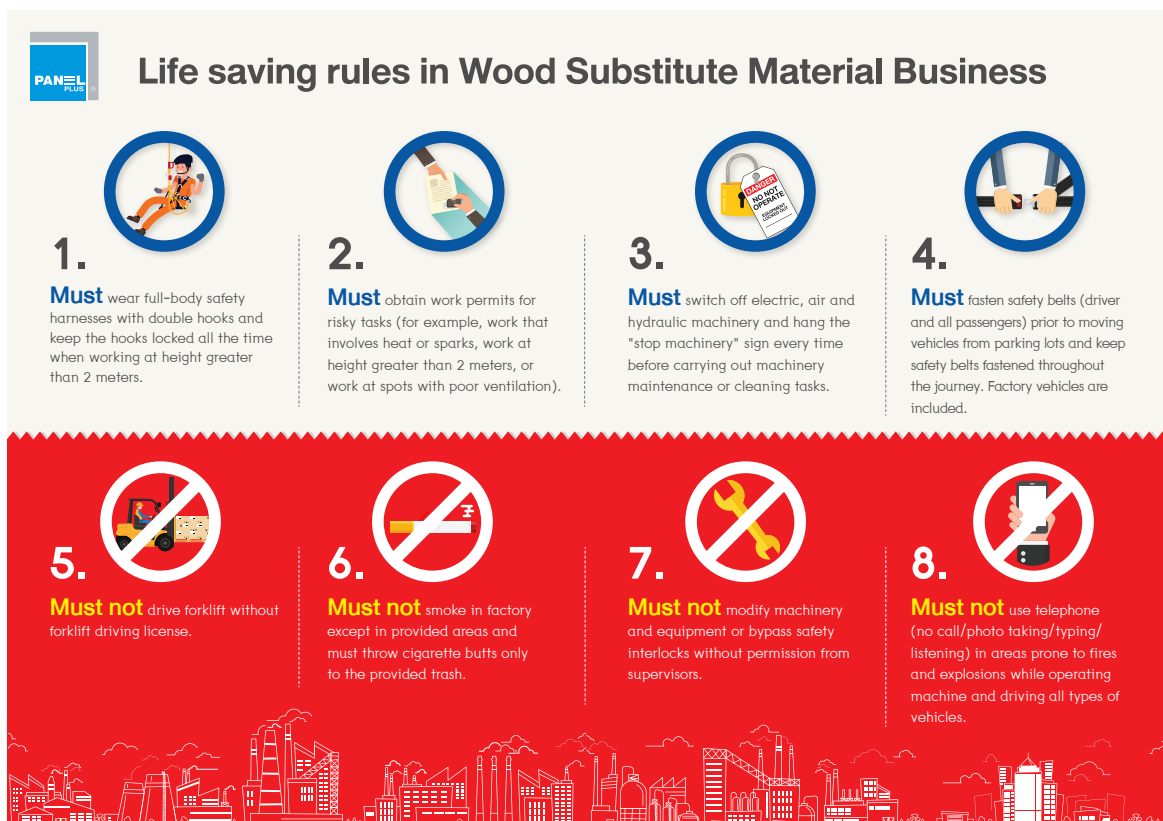 PANEL
PLUS
Life saving rules in Wood Substitute Material Business
1.
Must wear full-body safety
harnesses with double hooks and
keep the hooks locked all the time
when working at height greater
than 2 meters.
2.
Must obtain work permits for
risky tasks (for example, work that
involves heat or sparks, work at
height greater than 2 meters, or
work at spots with poor ventilation).
DANGER
NO NOT
OPERATE
EQUIPMENT
LOCKED OUT
3.
Must switch off electric, air and
hydraulic machinery and hang the
"stop machinery" sign every time
before carrying out machinery
maintenance or cleaning tasks.
4.
Must fasten safety belts (driver
and all passengers) prior to moving
vehicles from parking lots and keep
safety belts fastened throughout
the journey. Factory vehicles are
included.
5.
Must not drive forklift without
forklift driving license.
6.
Must not smoke in factory
except in provided areas and
must throw cigarette butts only
to the provided trash.
7.
Must not modify machinery
and equipment or bypass safety
interlocks without permission from
supervisors.
8.
Must not use telephone
(no call/photo taking/typing/
listening) in areas prone to fires
and explosions while operating
machine and driving all types of
vehicles.